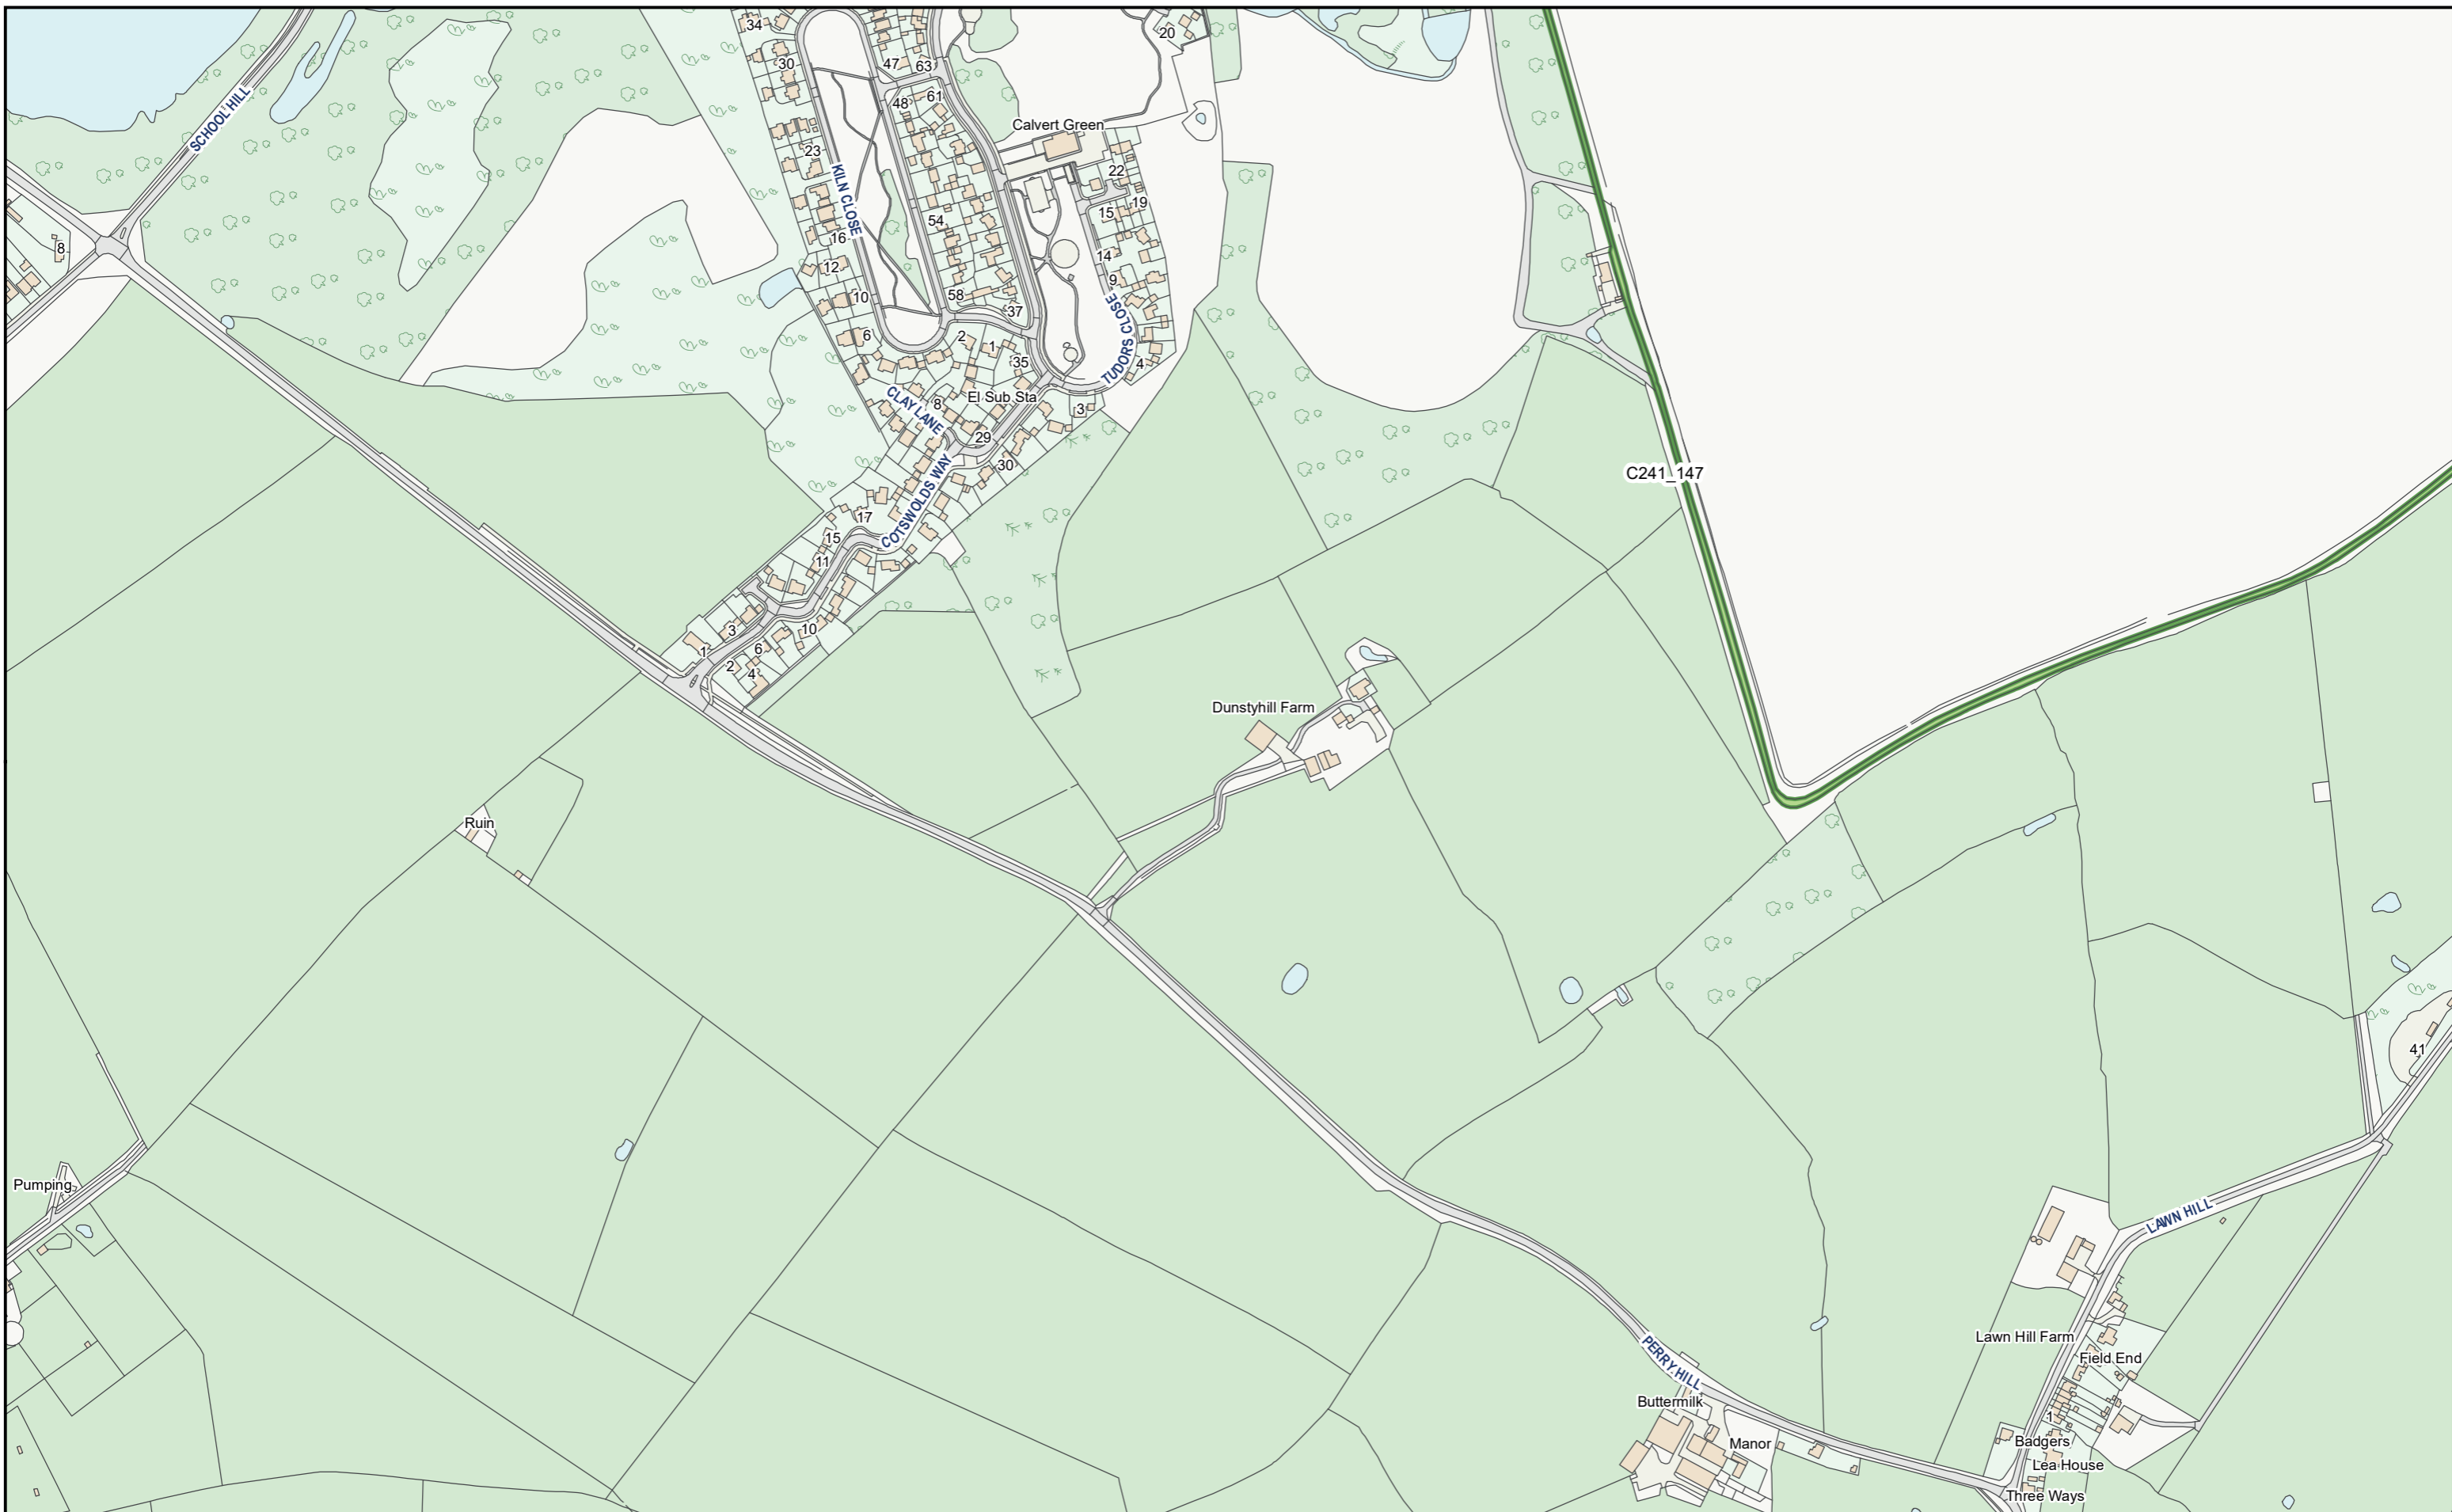 34
20
30
47
63
SCHOOL HILL
48
61
Calvert Green
23
22
KILN CLOSE
19
15
54
16
8
14
12
9
10
58
37
TUDORS CLOSE
6
2
1
35
4
CLAY LANE
8
El Sub Sta
3
29
30
COTSWOLDS WAY
C241_147
17
15
11
3
10
1
6
2
4
Dunstyhill Farm
Ruin
41
Pumping
LAWN HILL
Lawn Hill Farm
PERRY HILL
Field End
Buttermilk
1
Manor
Badgers
Lea House
Three Ways